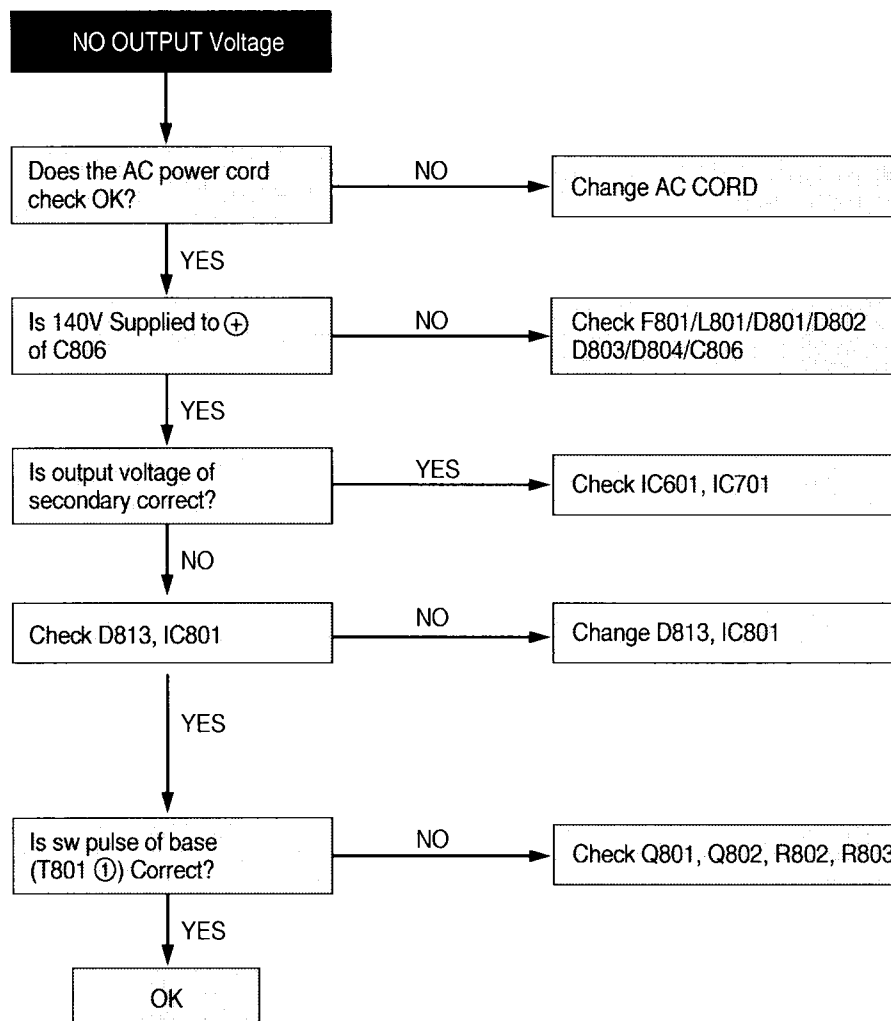 NO OUTPUT Voltage
Does the AC power cord
check OK?
NO
Change AC CORD
YES
Is 140V Supplied to ⊕
of C806
NO
Check F801/L801/D801/D802
D803/D804/C806
YES
Is output voltage of
secondary correct?
YES
Check IC601, IC701
NO
Check D813, IC801
NO
Change D813, IC801
YES
Is sw pulse of base
(T801 ①) Correct?
NO
Check Q801, Q802, R802, R803
YES
OK